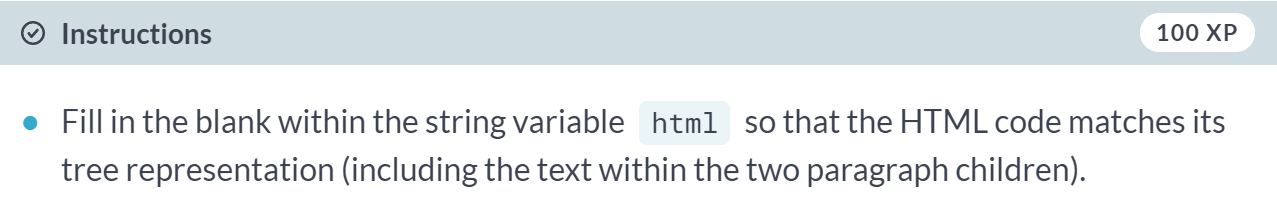 Instructions 100 XP
Fill in the blank within the string variable html so that the HTML code matches its
tree representation (including the text within the two paragraph children).